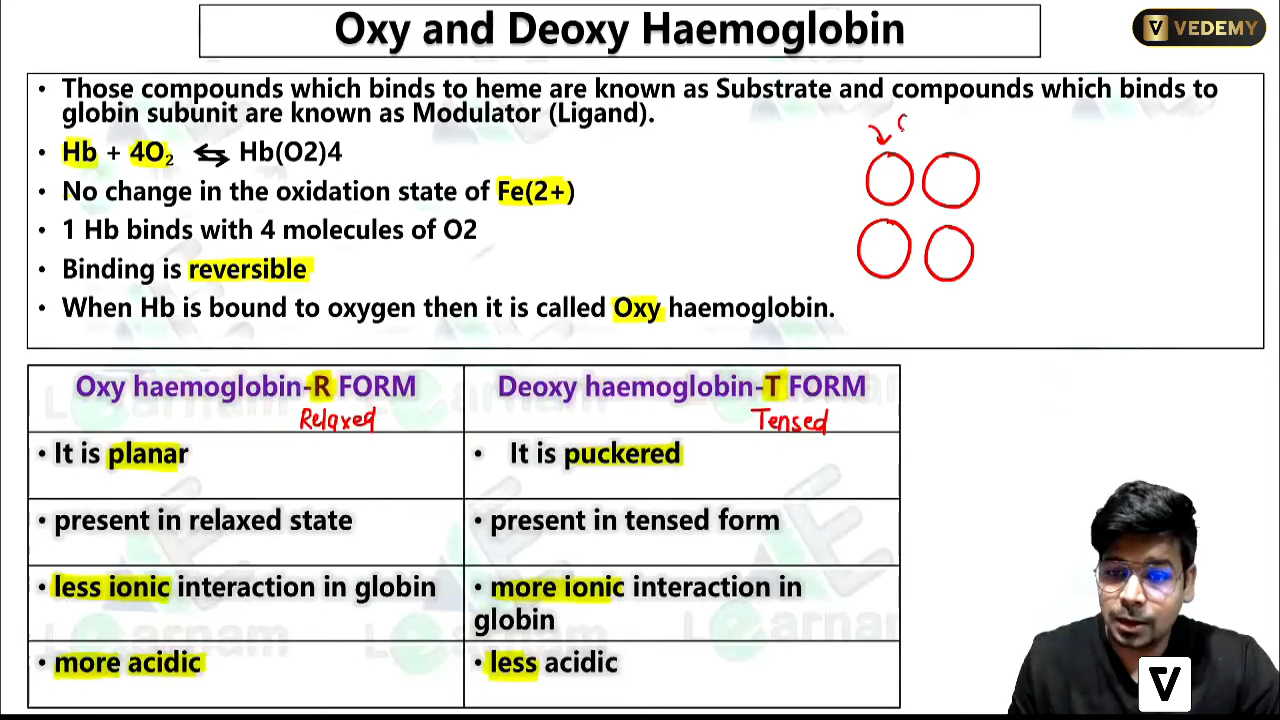 Oxy and Deoxy Haemoglobin
VEDEMY
• Those compounds which binds to heme are known as Substrate and compounds which binds to
globin subunit are known as Modulator (Ligand).
• Hb + 4O₂ ⇆ Hb(O2)4
• No change in the oxidation state of Fe(2+)
• 1 Hb binds with 4 molecules of O2
• Binding is reversible
• When Hb is bound to oxygen then it is called Oxy haemoglobin.
Oxy haemoglobin-R FORM
Relaxed
Deoxy haemoglobin-T FORM
Tensed
• It is planar
• It is puckered
• present in relaxed state
• present in tensed form
• less ionic interaction in globin
• more ionic interaction in
globin
• more acidic
• less acidic